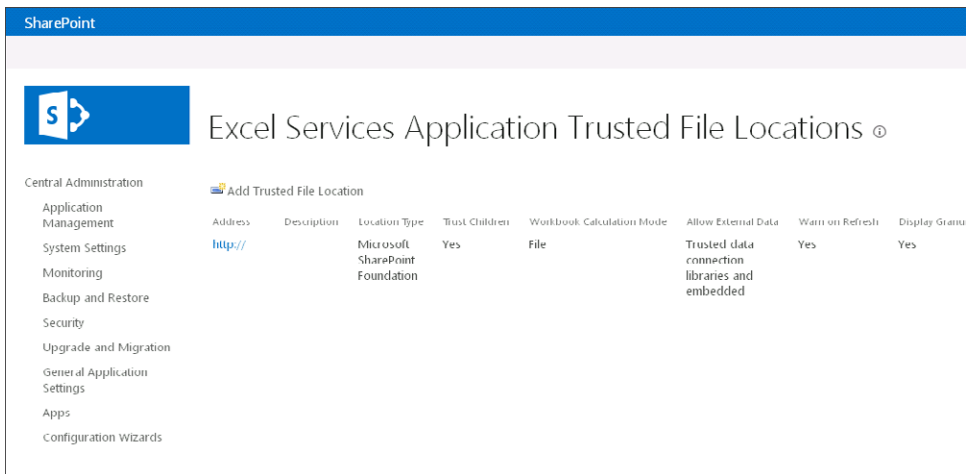 SharePoint
S
Excel Services Application Trusted File Locations
Central Administration
Application
Management
System Settings
Monitoring
Backup and Restore
Security
Upgrade and Migration
General Application
Settings
Apps
Configuration Wizards
Add Trusted File Location
Address Description Location Type Trust Children Workbook Calculation Mode Allow External Data Warn on Refresh Display Granu
http:// Microsoft Yes File Trusted data Yes Yes
SharePoint connection
Foundation libraries and
embedded